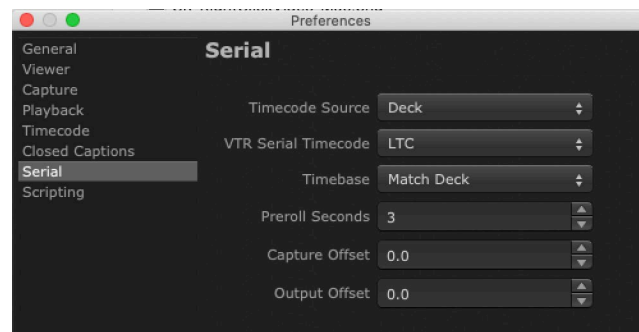 Preferences
General
Viewer
Capture
Playback
Timecode
Closed Captions
Serial
Scripting
Serial
Timecode Source Deck
VTR Serial Timecode LTC
Timebase Match Deck
Preroll Seconds 3
Capture Offset 0.0
Output Offset 0.0